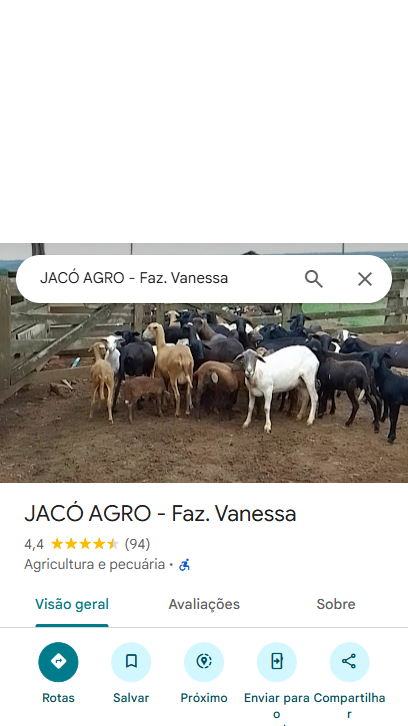 JACÓ AGRO - Faz. Vanessa
JACÓ AGRO - Faz. Vanessa
4,4 (94)
Agricultura e pecuária ·
Visão geral Avaliações Sobre
Rotas Salvar Próximo Enviar para o Compartilhar